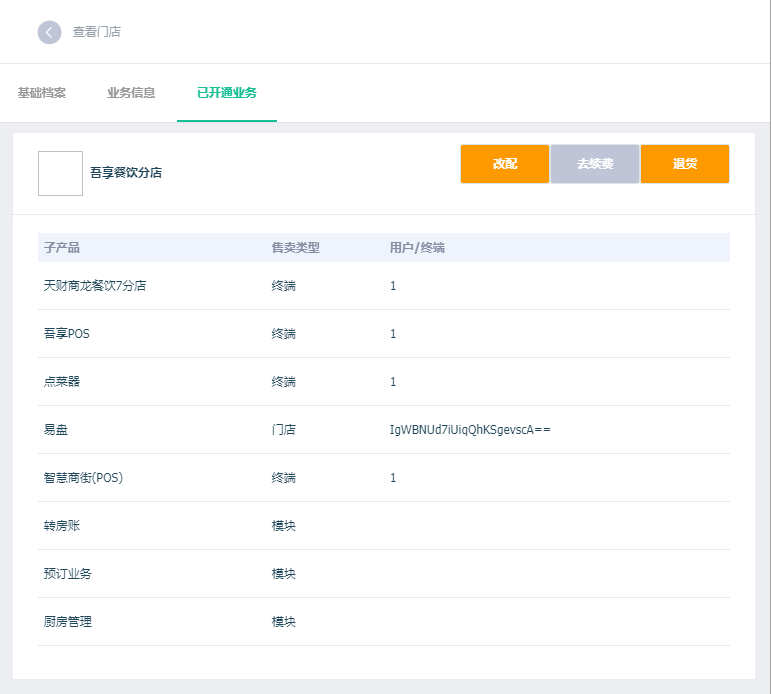 查看门店
基础档案 业务信息 已开通业务
吾享餐饮分店 改配 去续费 退货
子产品 售卖类型 用户/终端
天财商龙餐饮7分店 终端 1
吾享POS 终端 1
点菜器 终端 1
易盘 门店 IgWBNUd7iUiqQhKSgevscA==
智慧商街(POS) 终端 1
转房账 模块
预订业务 模块
厨房管理 模块